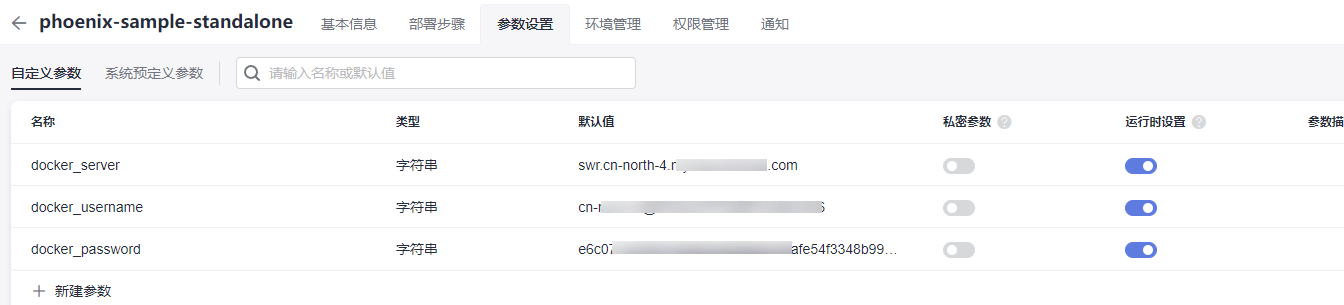 ← phoenix-sample-standalone 基本信息 部署步骤 参数设置 环境管理 权限管理 通知
自定义参数 系统预定义参数 请输入名称或默认值
名称 类型 默认值 私密参数 运行时设置 参数描
docker_server 字符串 swr.cn-north-4. .com
docker_username 字符串 cn-
docker_password 字符串 e6c07 afe54f3348b99...
+ 新建参数